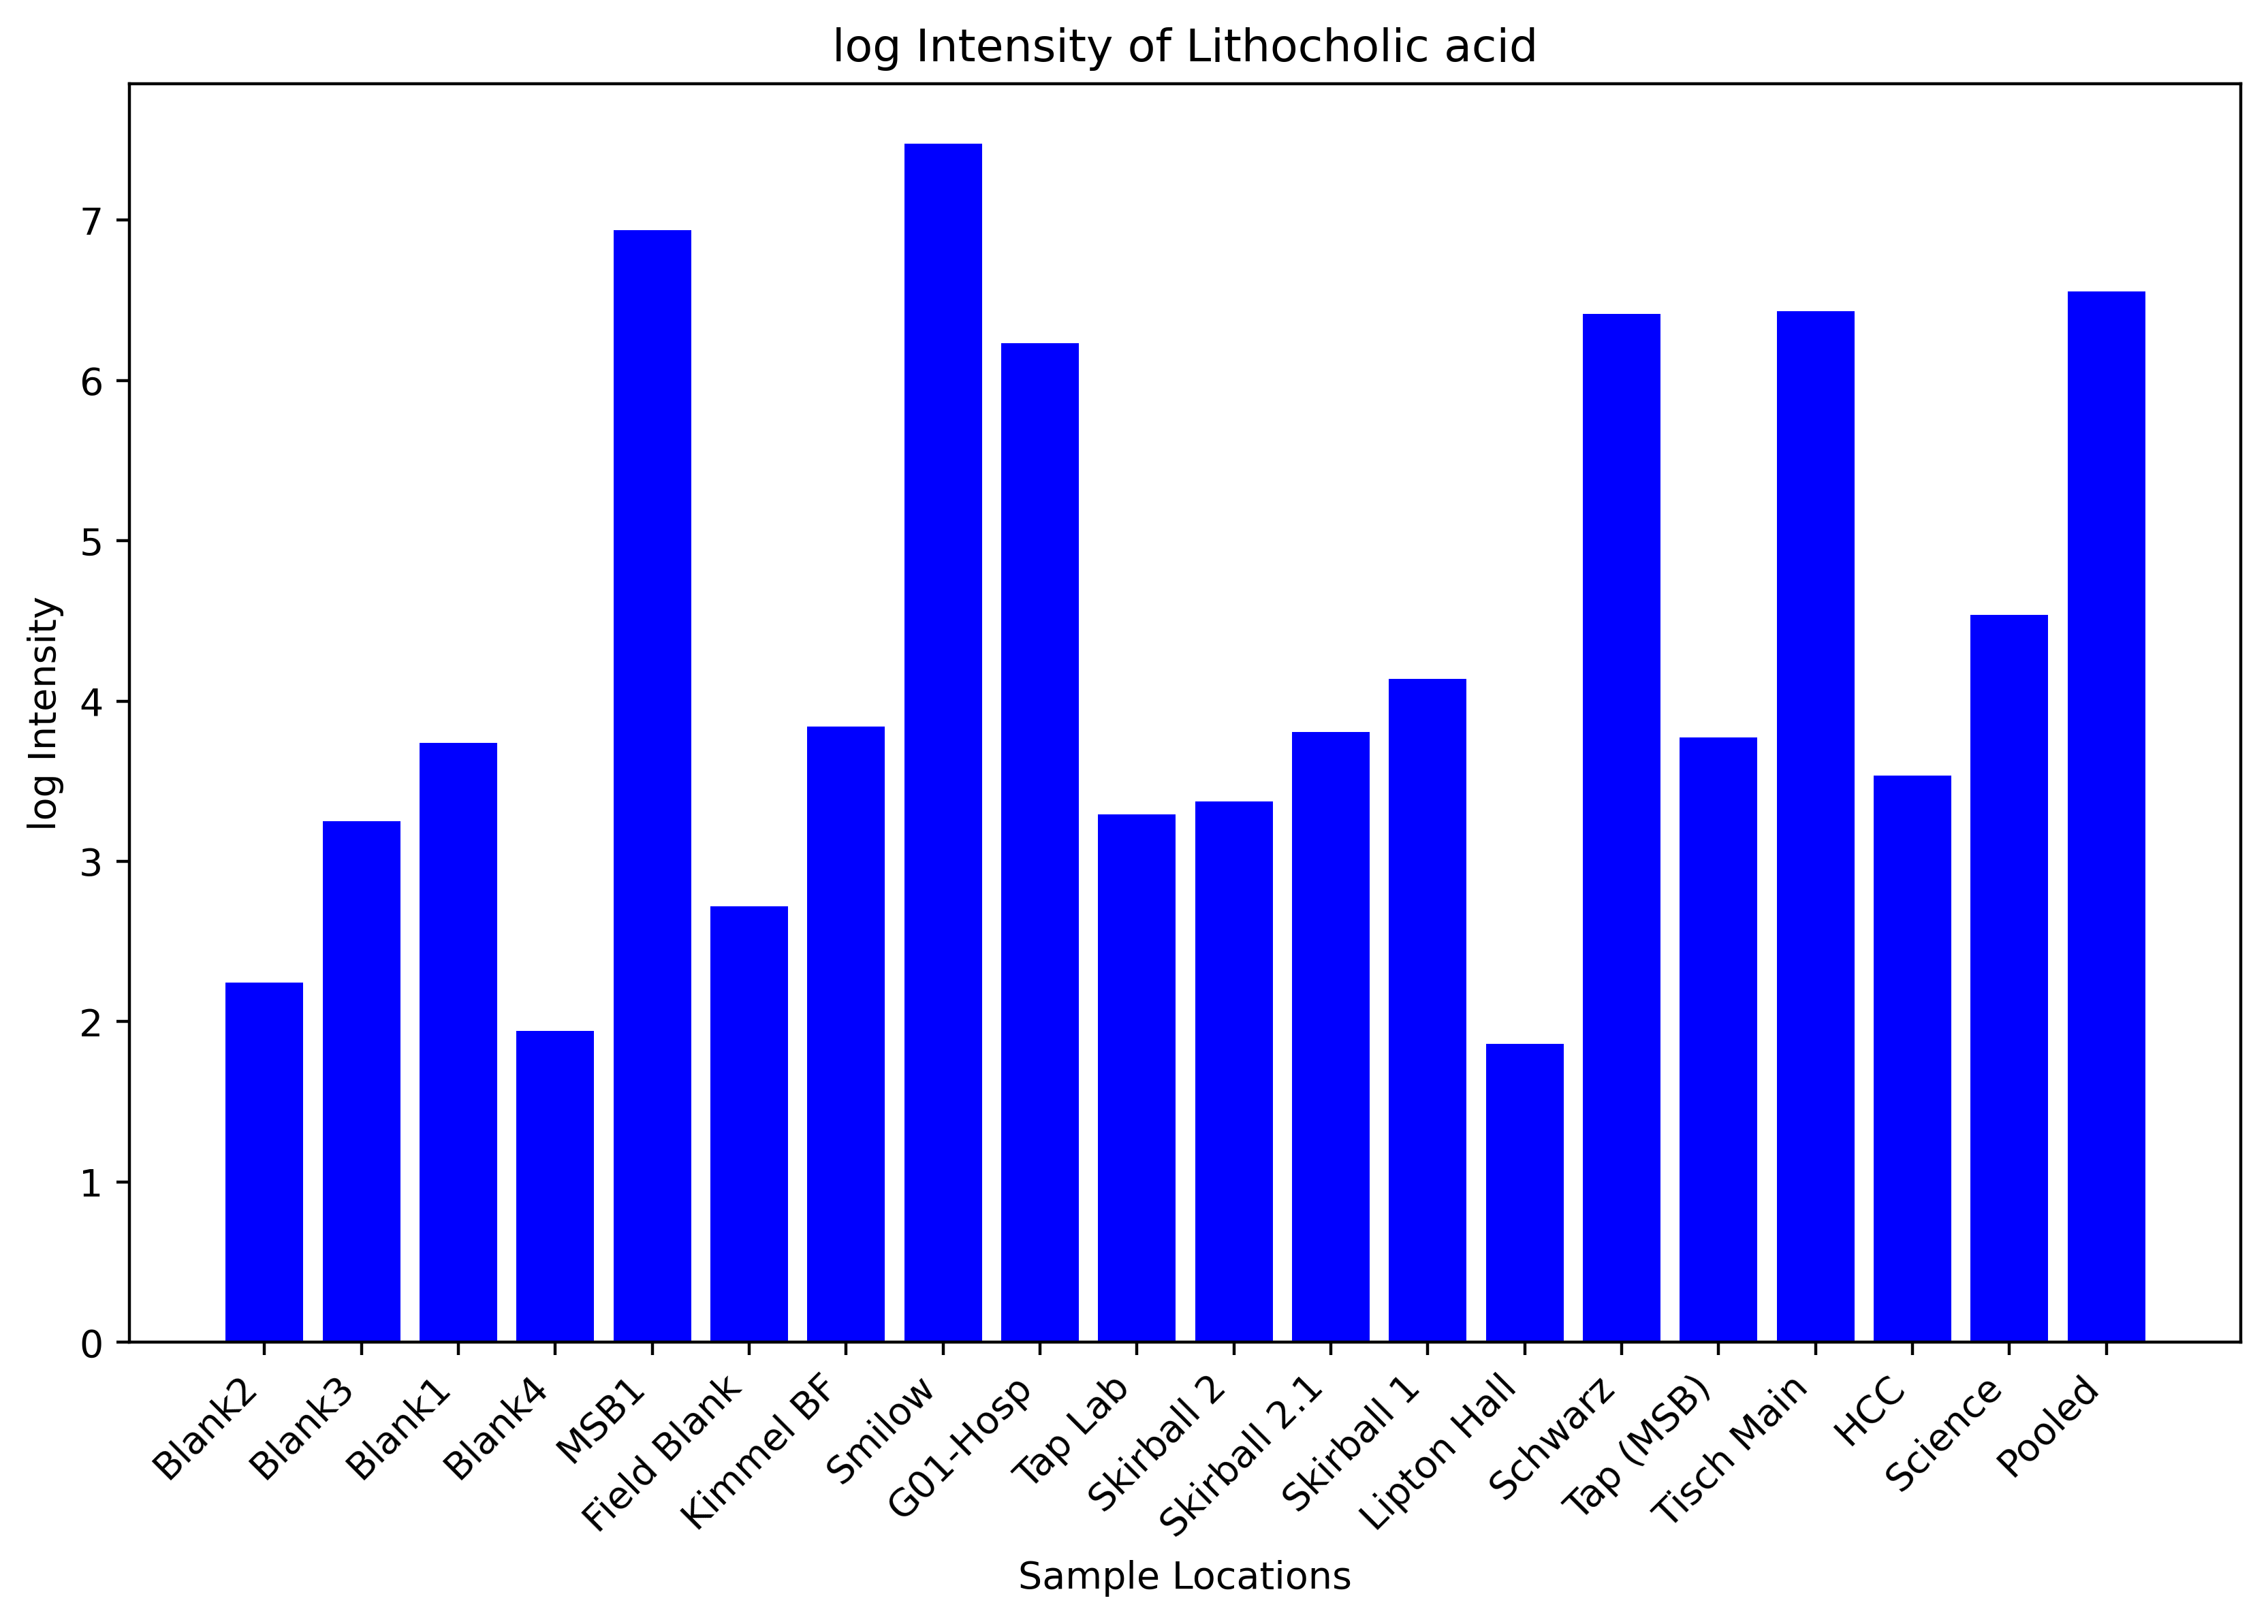 log Intensity of Lithocholic acid
log Intensity
7
6
5
4
3
2
1
0
Blank2
Blank3
Blank1
Blank4
MSB1
Field Blank
Kimmel BF
Smilow
G01-Hosp
Tap Lab
Skirball 2
Skirball 2.1
Skirball 1
Lipton Hall
Schwarz
Tap (MSB)
Tisch Main
HCC
Science
Pooled
Sample Locations